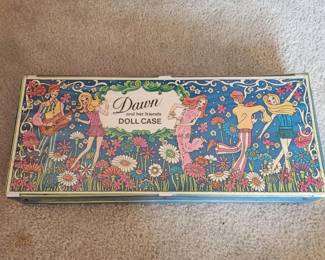 Dawn
and her friends
DOLL CASE